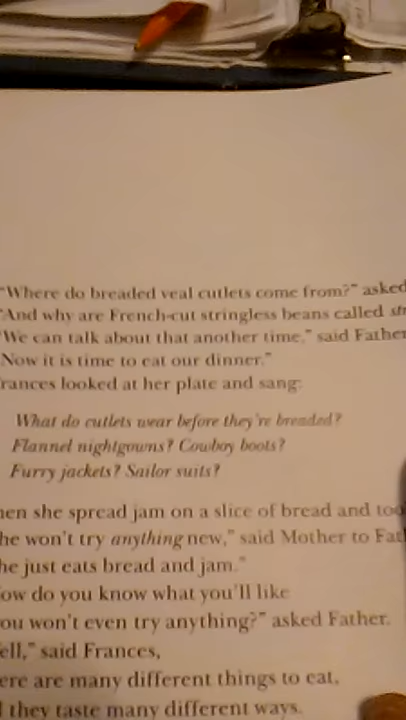 "Where do breaded veal cutlets come from?" asked
"And why are French-cut stringless beans called str
"We can talk about that another time," said Father
"Now it is time to eat our dinner."
rances looked at her plate and sang:
What do cutlets wear before they're breaded?
Flannel nightgowns? Cowboy boots?
Furry jackets? Sailor suits?
hen she spread jam on a slice of bread and too
he won't try anything new," said Mother to Fat
he just eats bread and jam."
ow do you know what you'll like
ou won't even try anything?" asked Father.
ell," said Frances,
ere are many different things to eat,
they taste many different ways.